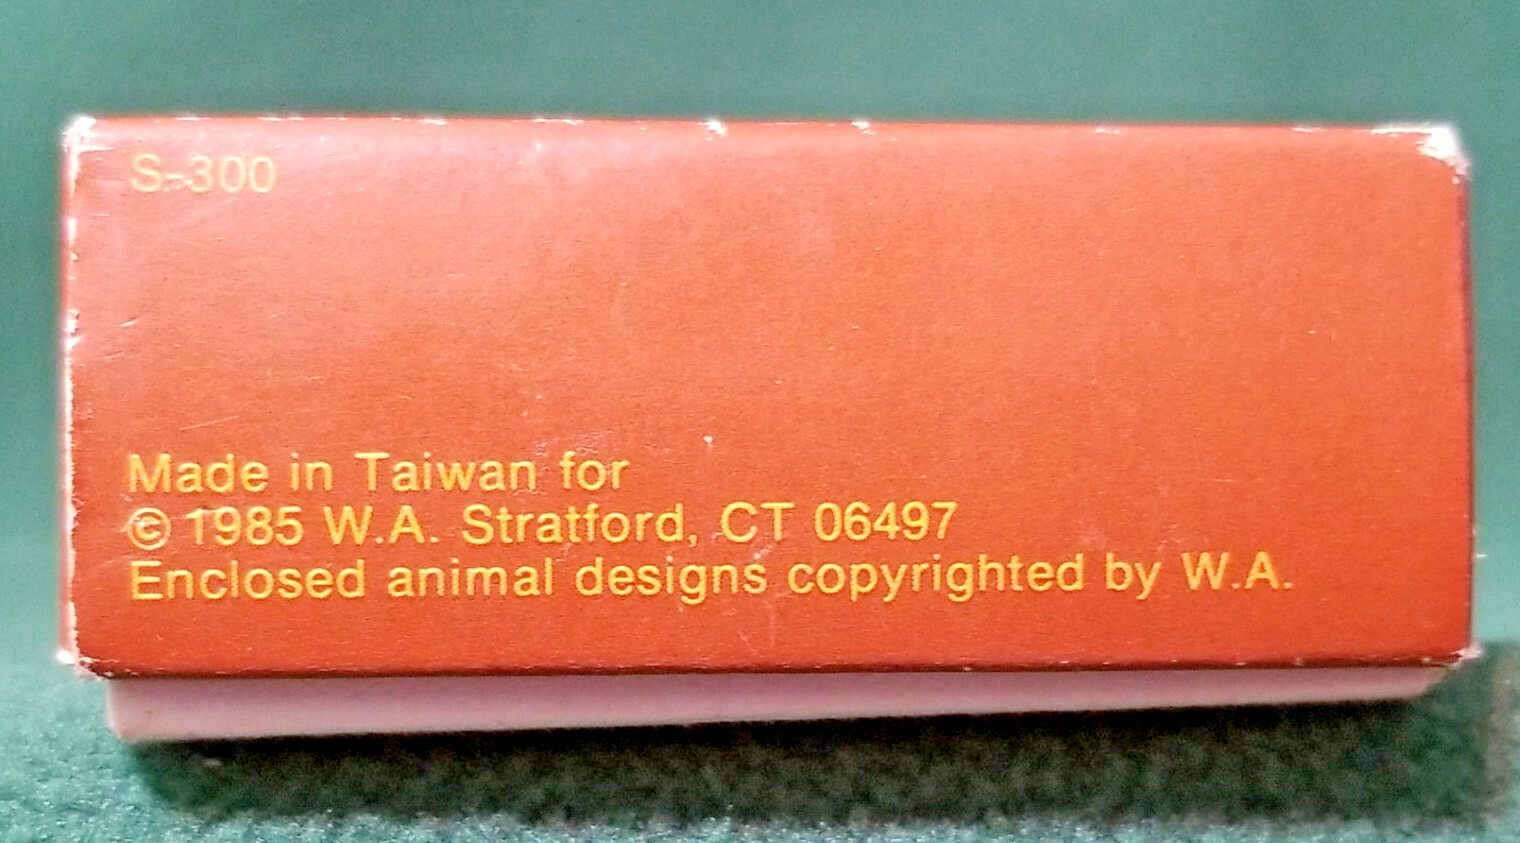 S-300
Made in Taiwan for
© 1985 W.A. Stratford, CT 06497
Enclosed animal designs copyrighted by W.A.